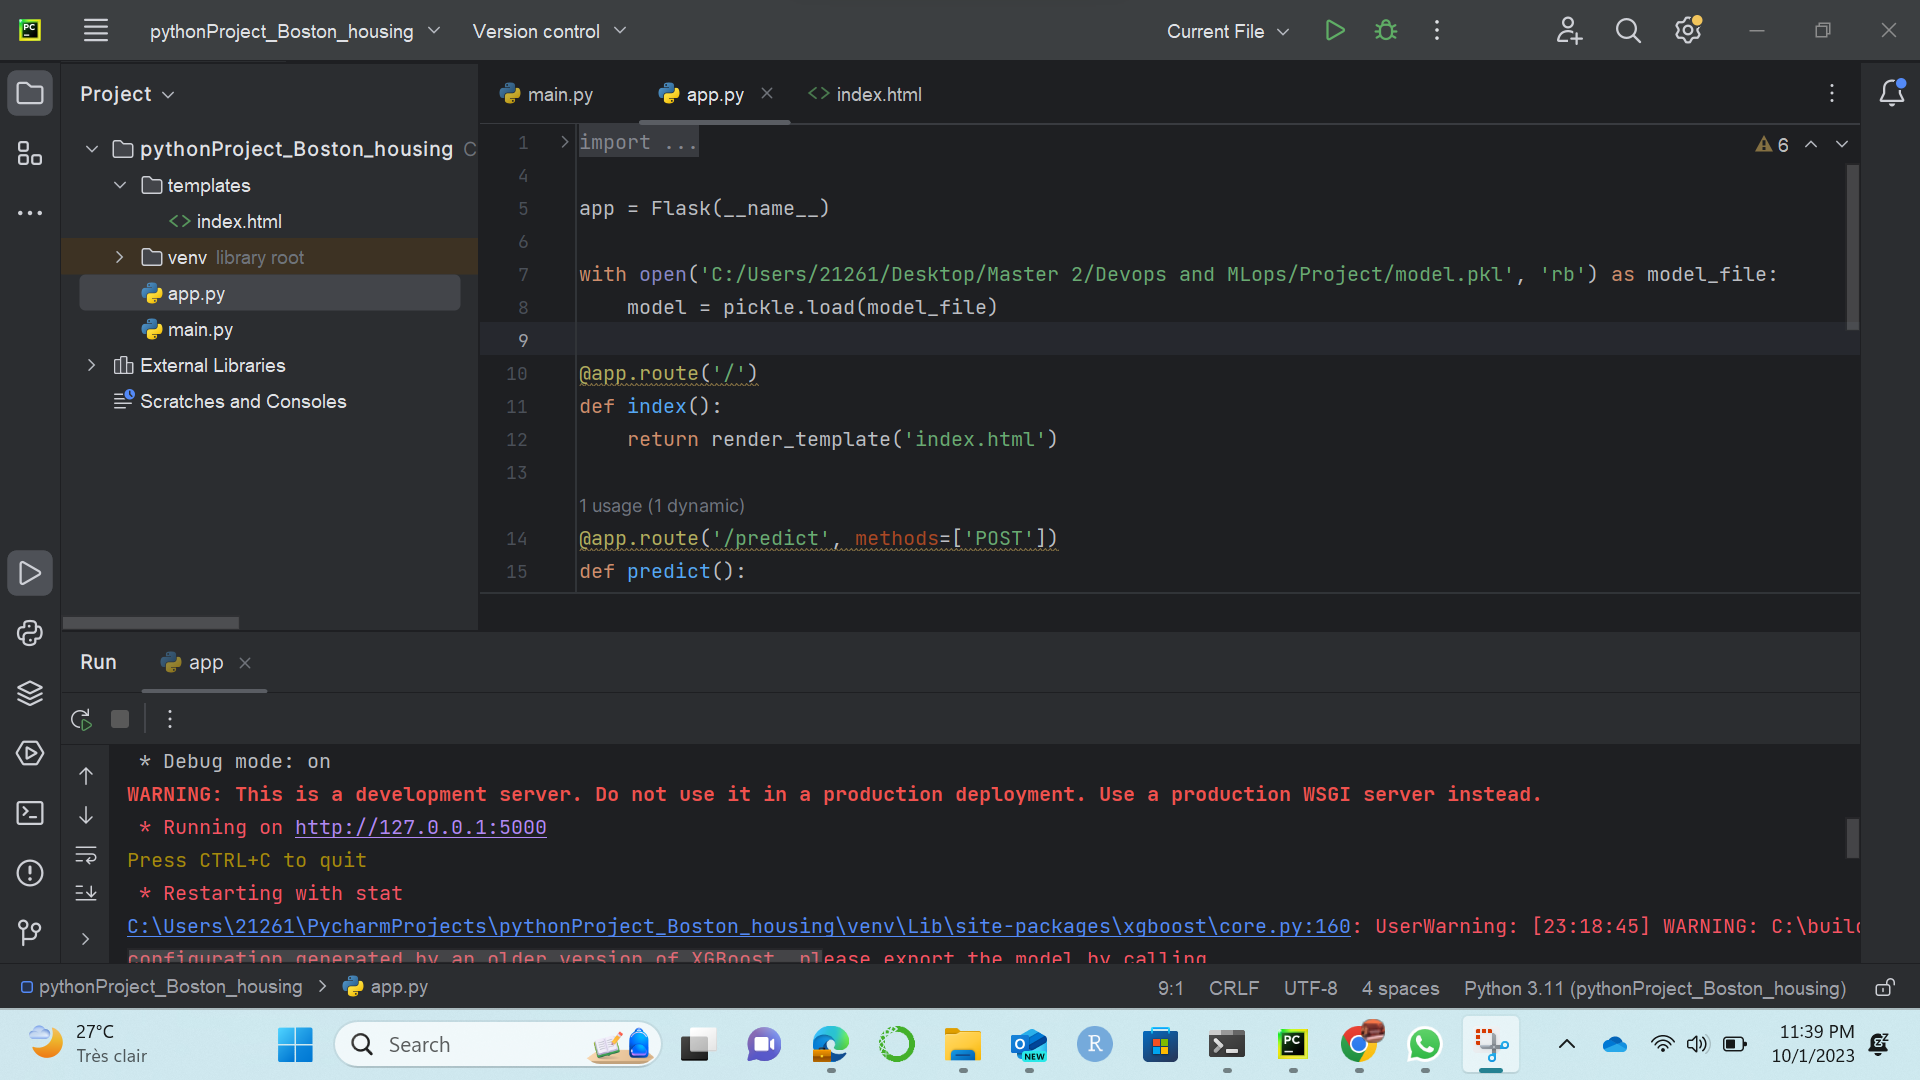 pythonProject_Boston_housing
Version control
Current File
Project
main.py
app.py
index.html
pythonProject_Boston_housing C
templates
index.html
venv library root
app.py
main.py
External Libraries
Scratches and Consoles
6
1 import ...
4
5 app = Flask(__name__)
6
7 with open('C:/Users/21261/Desktop/Master 2/Devops and MLops/Project/model.pkl', 'rb') as model_file:
8 model = pickle.load(model_file)
9
10 @app.route('/')
11 def index():
12 return render_template('index.html')
13
1 usage (1 dynamic)
14 @app.route('/predict', methods=['POST'])
15 def predict():
Run
app
* Debug mode: on
WARNING: This is a development server. Do not use it in a production deployment. Use a production WSGI server instead.
* Running on http://127.0.0.1:5000
Press CTRL+C to quit
* Restarting with stat
C:\Users\21261\PycharmProjects\pythonProject_Boston_housing\venv\Lib\site-packages\xgboost\core.py:160: UserWarning: [23:18:45] WARNING: C:\build
configuration generated by an older version of XGBoost, please export the model by calling
pythonProject_Boston_housing > app.py
9:1 CRLF UTF-8 4 spaces Python 3.11 (pythonProject_Boston_housing)
27°C
Très clair
Search
PC
NEW
R
PC
11:39 PM
10/1/2023